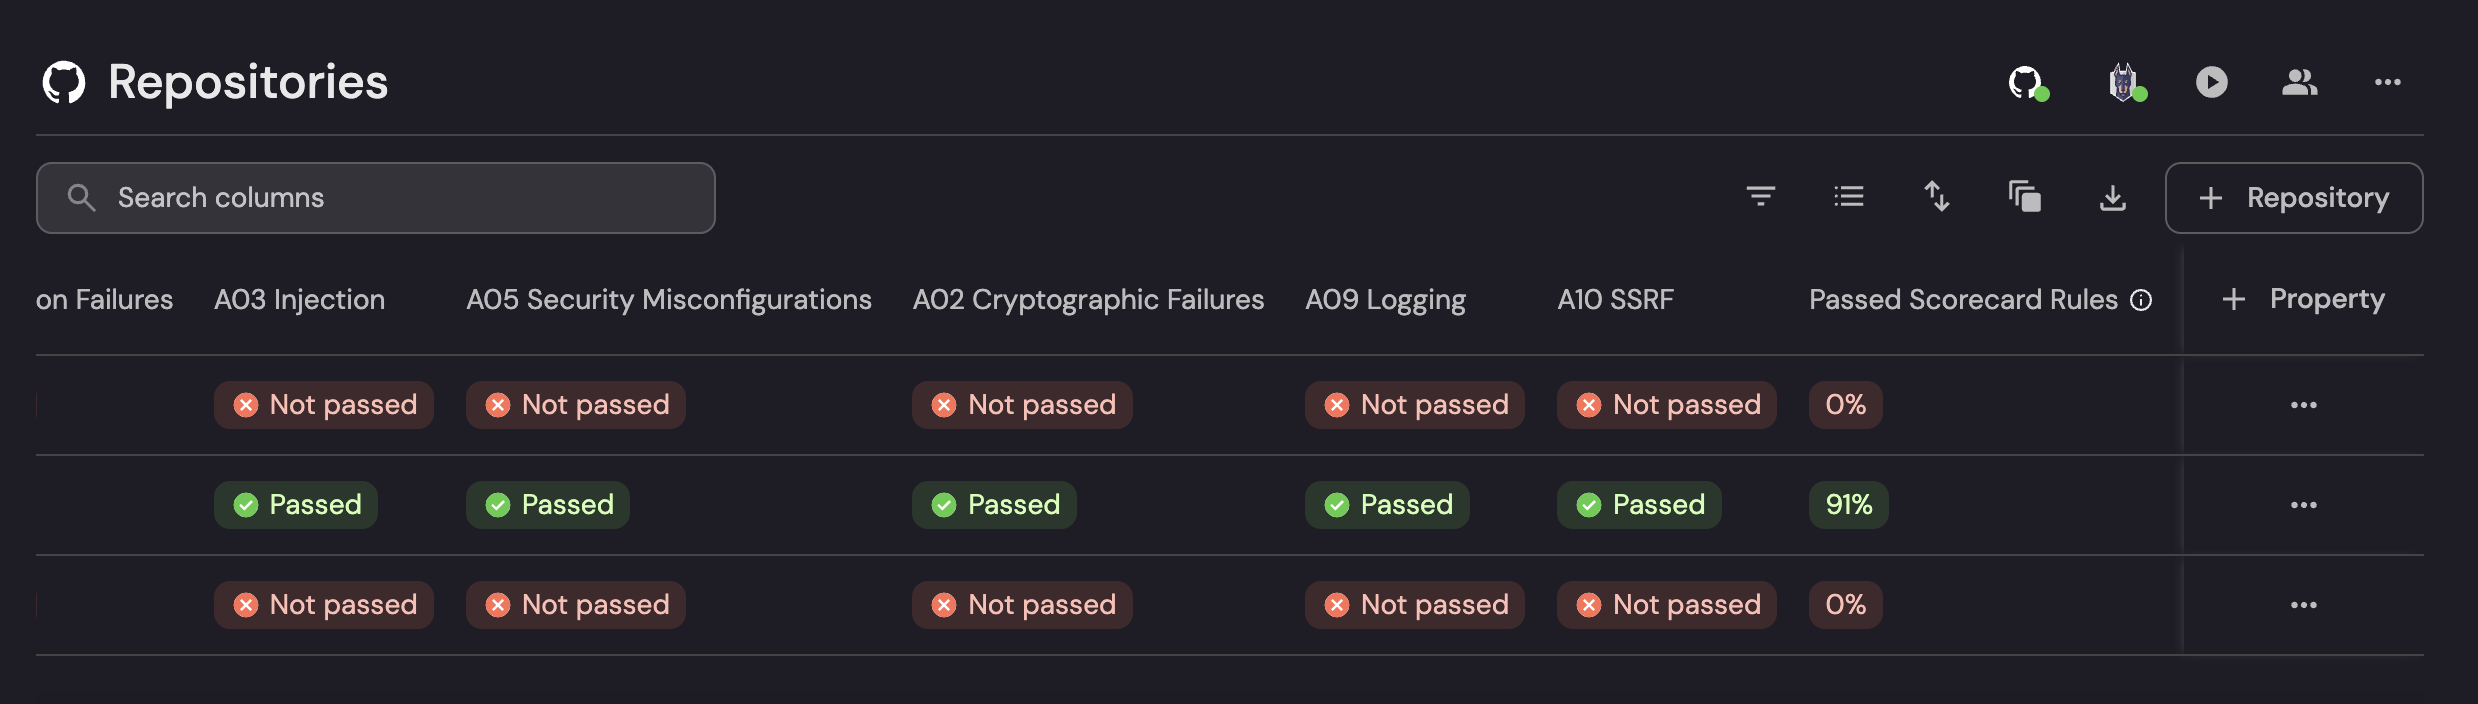 Repositories
Search columns
Repository
on Failures A03 Injection A05 Security Misconfigurations A02 Cryptographic Failures A09 Logging A10 SSRF Passed Scorecard Rules Property
Not passed Not passed Not passed Not passed Not passed 0%
Passed Passed Passed Passed Passed 91%
Not passed Not passed Not passed Not passed Not passed 0%